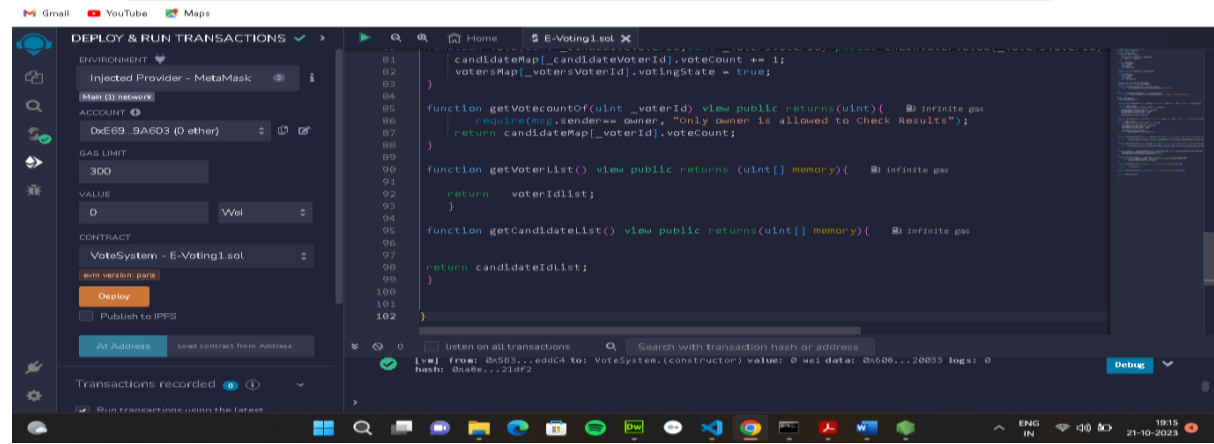 Gmail YouTube Maps
DEPLOY & RUN TRANSACTIONS
ENVIRONMENT
Injected Provider - MetaMask
Main (1) network
ACCOUNT
0xE69...9A603 (0 ether)
GAS LIMIT
300
VALUE
0 Wei
CONTRACT
VoteSystem - E-Voting1.sol
evm version: paris
Deploy
Publish to IPFS
At Address Load contract from Address
Transactions recorded 0
Run transactions using the latest
Home E-Voting1.sol
81 candidateMap[_candidateVoterId].voteCount += 1;
82 votersMap[_votersVoterId].votingState = true;
83 }
84
85 function getVotecountOf(uint _voterId) view public returns(uint){ infinite gas
86 require(msg.sender== owner, "Only owner is allowed to Check Results");
87 return candidateMap[_voterId].voteCount;
88 }
89
90 function getVoterList() view public returns (uint[] memory){ infinite gas
91
92 return voterIdlist;
93 }
94
95 function getCandidateList() view public returns(uint[] memory){ infinite gas
96
97
98 return candidateIdList;
99 }
100
101
102 }
0 listen on all transactions Search with transaction hash or address
[vm] from: 0x5B3...eddC4 to: VoteSystem.(constructor) value: 0 wei data: 0x608...20033 logs: 0
hash: 0xa8e...21df2
Debug
>
ENG
IN
19:15
21-10-2023
4